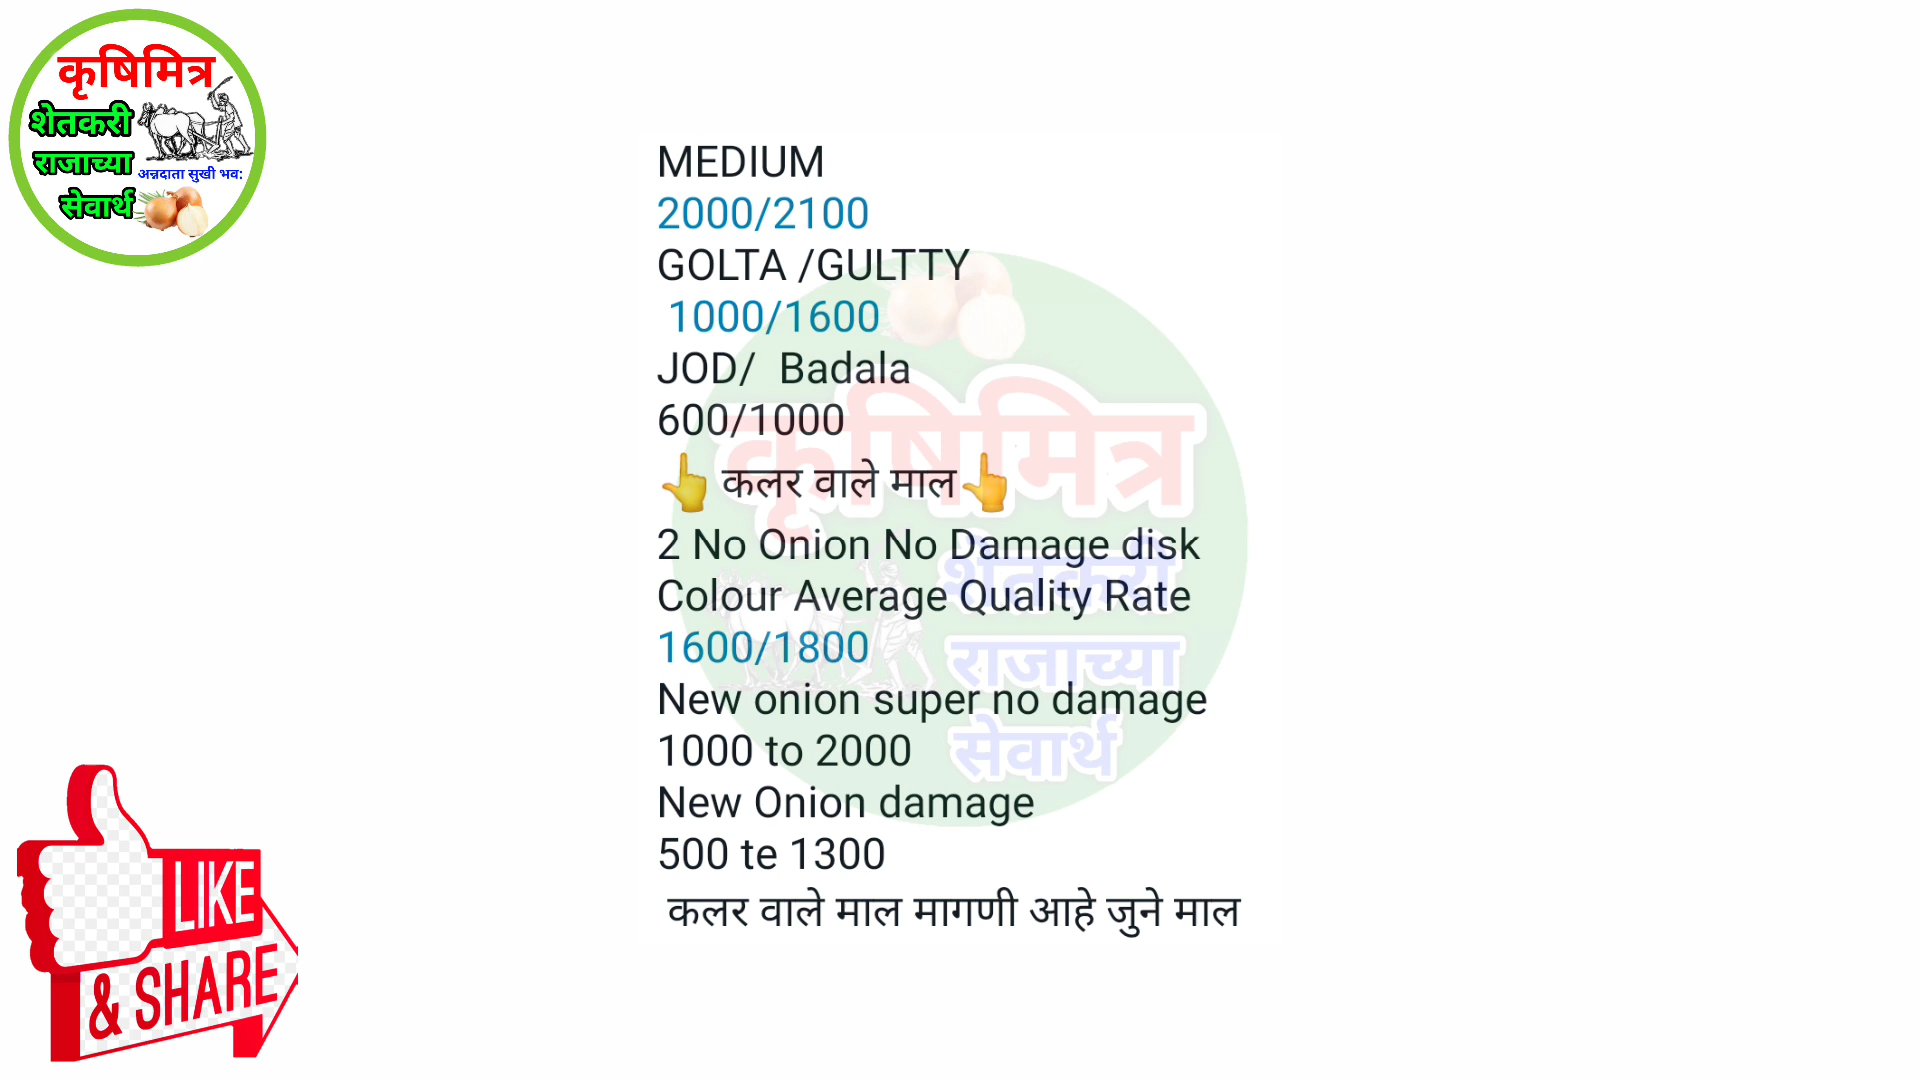 कृषिमित्र
शेतकरी
राजाच्या
अन्नदाता सुखी भव:
सेवार्थ
MEDIUM
2000/2100
GOLTA /GULTTY
1000/1600
JOD/  Badala
600/1000
👆 कलर वाले माल👆
2 No Onion No Damage disk
Colour Average Quality Rate
1600/1800
New onion super no damage
1000 to 2000
New Onion damage
500 te 1300
कलर वाले माल मागणी आहे जुने माल
कृषिमित्र
शेतकरी
राजाच्या
सेवार्थ
LIKE
& SHARE